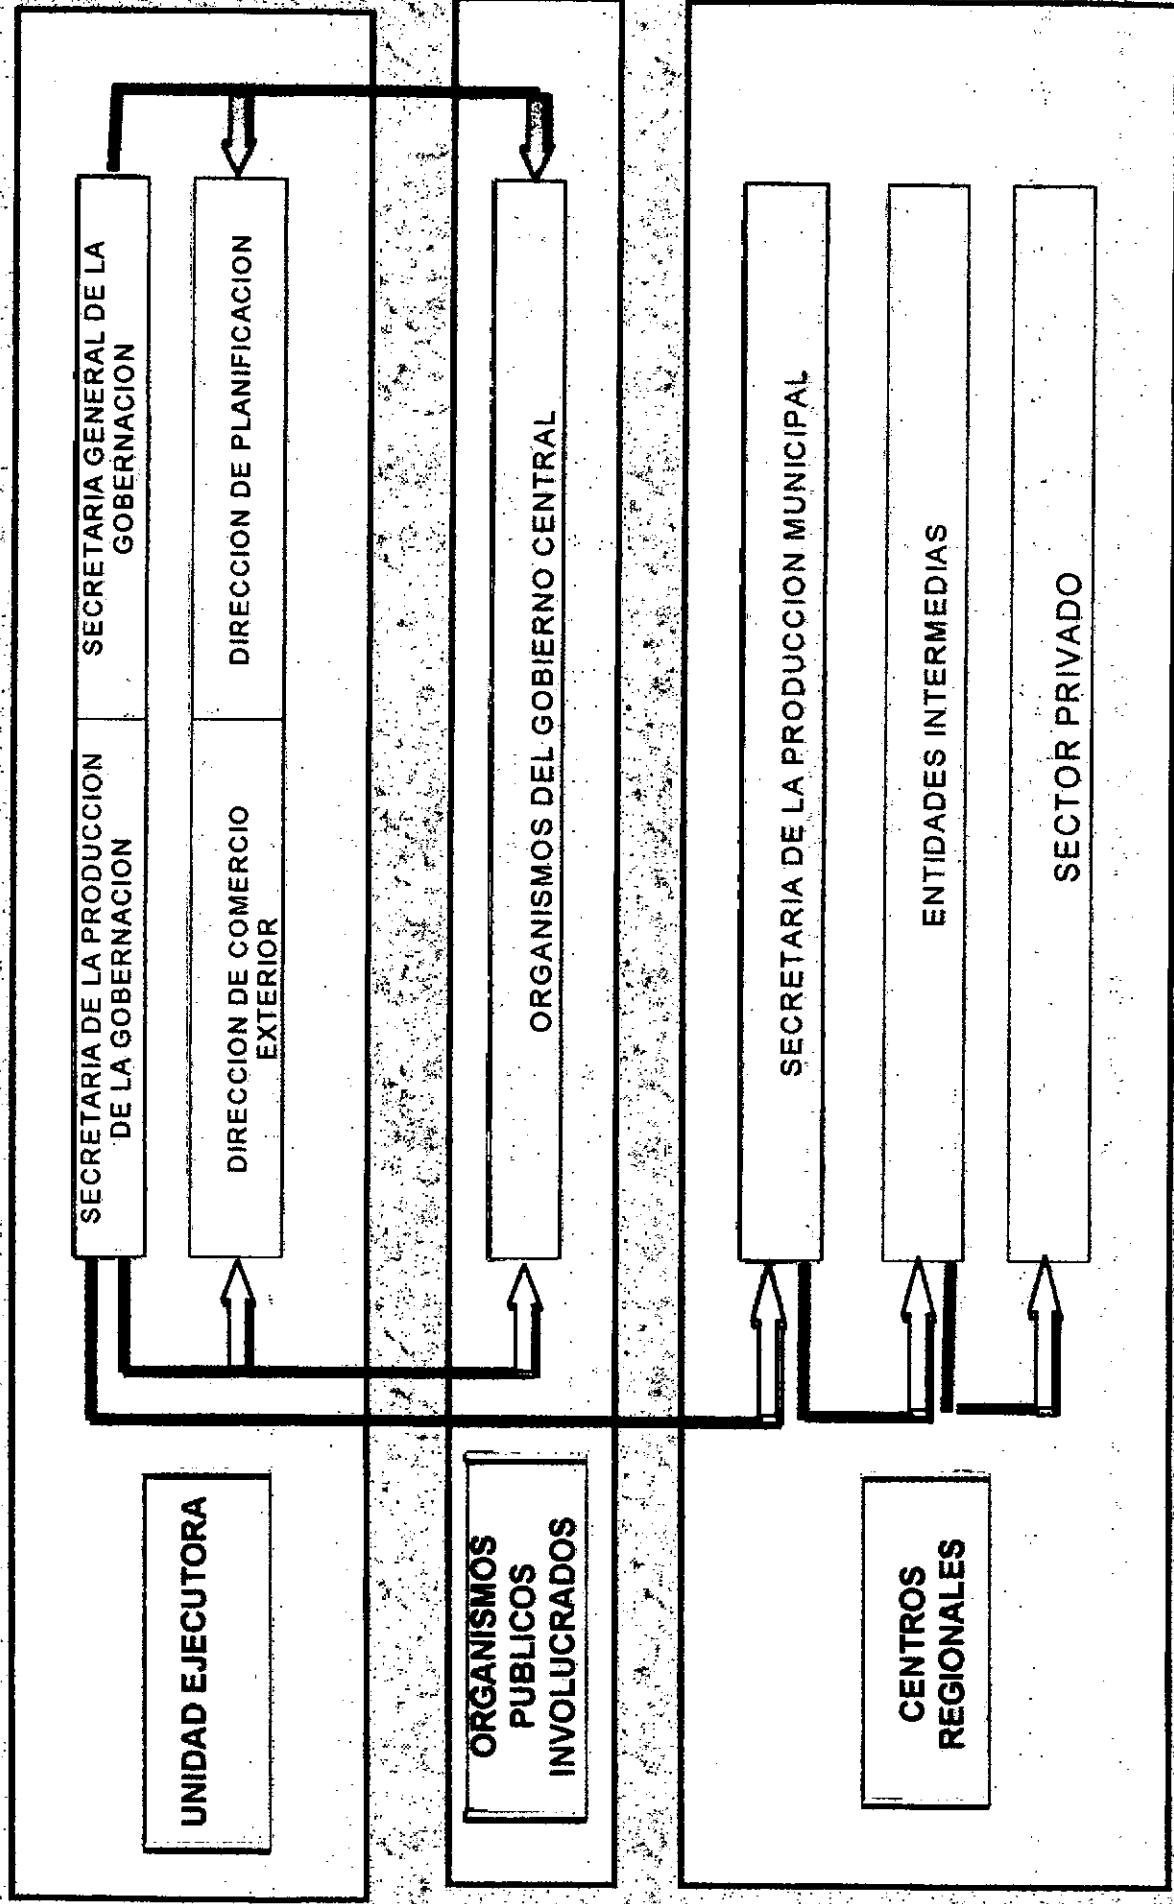 UNIDAD EJECUTORA
SECRETARIA DE LA PRODUCCION
DE LA GOBERNACION
SECRETARIA GENERAL DE LA
GOBERNACION
DIRECCION DE COMERCIO
EXTERIOR
DIRECCION DE PLANIFICACION
ORGANISMOS
PUBLICOS
INVOLUCRADOS
ORGANISMOS DEL GOBIERNO CENTRAL
CENTROS
REGIONALES
SECRETARIA DE LA PRODUCCION MUNICIPAL
ENTIDADES INTERMEDIAS
SECTOR PRIVADO